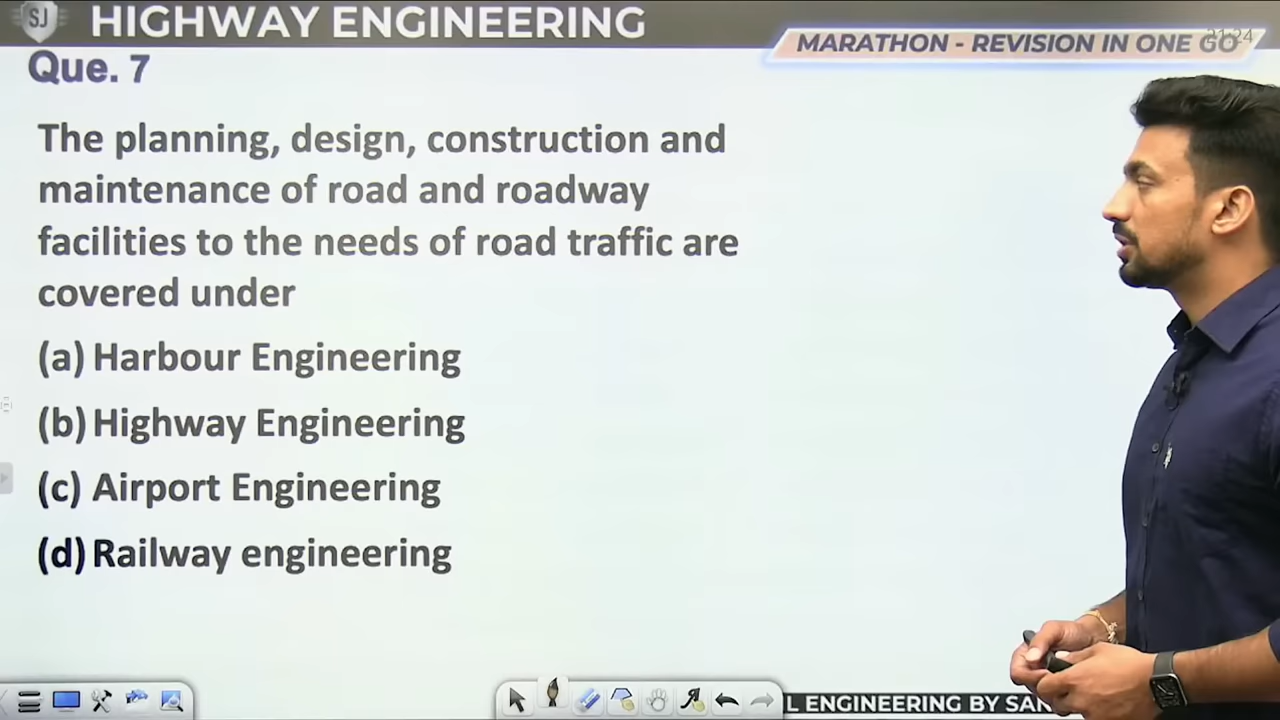 SJ
HIGHWAY ENGINEERING
21:24
MARATHON - REVISION IN ONE GO
Que. 7
The planning, design, construction and
maintenance of road and roadway
facilities to the needs of road traffic are
covered under
(a) Harbour Engineering
(b) Highway Engineering
(c) Airport Engineering
(d) Railway engineering
L ENGINEERING BY SAN